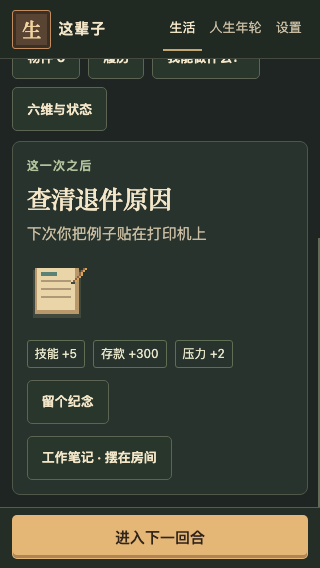 生 这辈子 生活 人生年轮 设置
六维与状态
这一次之后
查清退件原因
下次你把例子贴在打印机上
技能 +5 存款 +300 压力 +2
留个纪念
工作笔记 · 摆在房间
进入下一回合